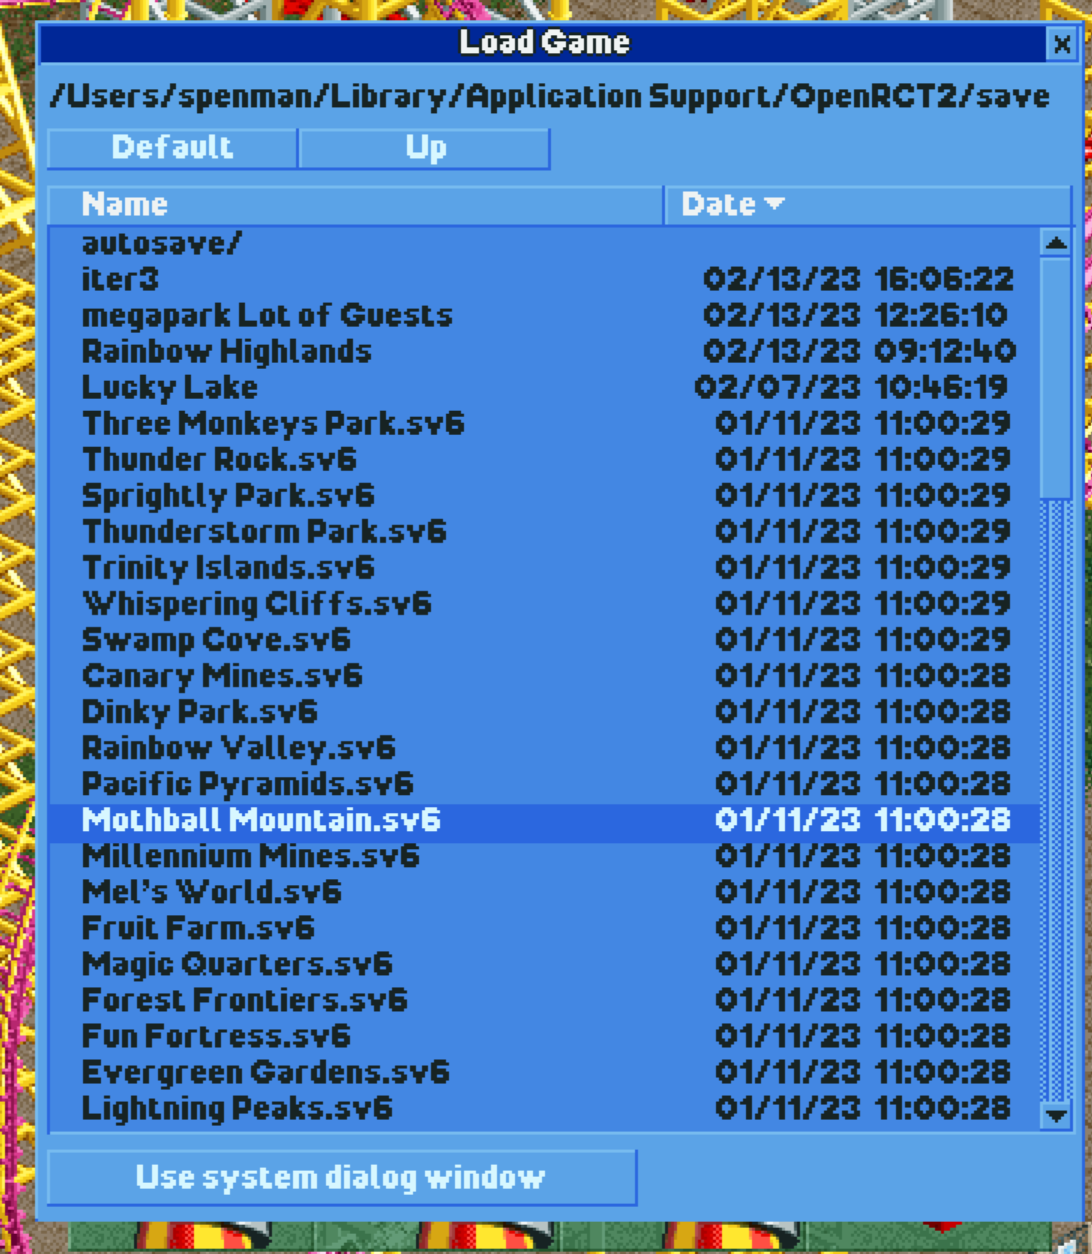 Load Game
/Users/spenman/Library/Application Support/OpenRCT2/save
Default Up
Name Date
autosave/
iter3 02/13/23 16:06:22
megapark Lot of Guests 02/13/23 12:26:10
Rainbow Highlands 02/13/23 09:12:40
Lucky Lake 02/07/23 10:46:19
Three Monkeys Park.sv6 01/11/23 11:00:29
Thunder Rock.sv6 01/11/23 11:00:29
Sprightly Park.sv6 01/11/23 11:00:29
Thunderstorm Park.sv6 01/11/23 11:00:29
Trinity Islands.sv6 01/11/23 11:00:29
Whispering Cliffs.sv6 01/11/23 11:00:29
Swamp Cove.sv6 01/11/23 11:00:29
Canary Mines.sv6 01/11/23 11:00:28
Dinky Park.sv6 01/11/23 11:00:28
Rainbow Valley.sv6 01/11/23 11:00:28
Pacific Pyramids.sv6 01/11/23 11:00:28
Mothball Mountain.sv6 01/11/23 11:00:28
Millennium Mines.sv6 01/11/23 11:00:28
Mel's World.sv6 01/11/23 11:00:28
Fruit Farm.sv6 01/11/23 11:00:28
Magic Quarters.sv6 01/11/23 11:00:28
Forest Frontiers.sv6 01/11/23 11:00:28
Fun Fortress.sv6 01/11/23 11:00:28
Evergreen Gardens.sv6 01/11/23 11:00:28
Lightning Peaks.sv6 01/11/23 11:00:28
Use system dialog window